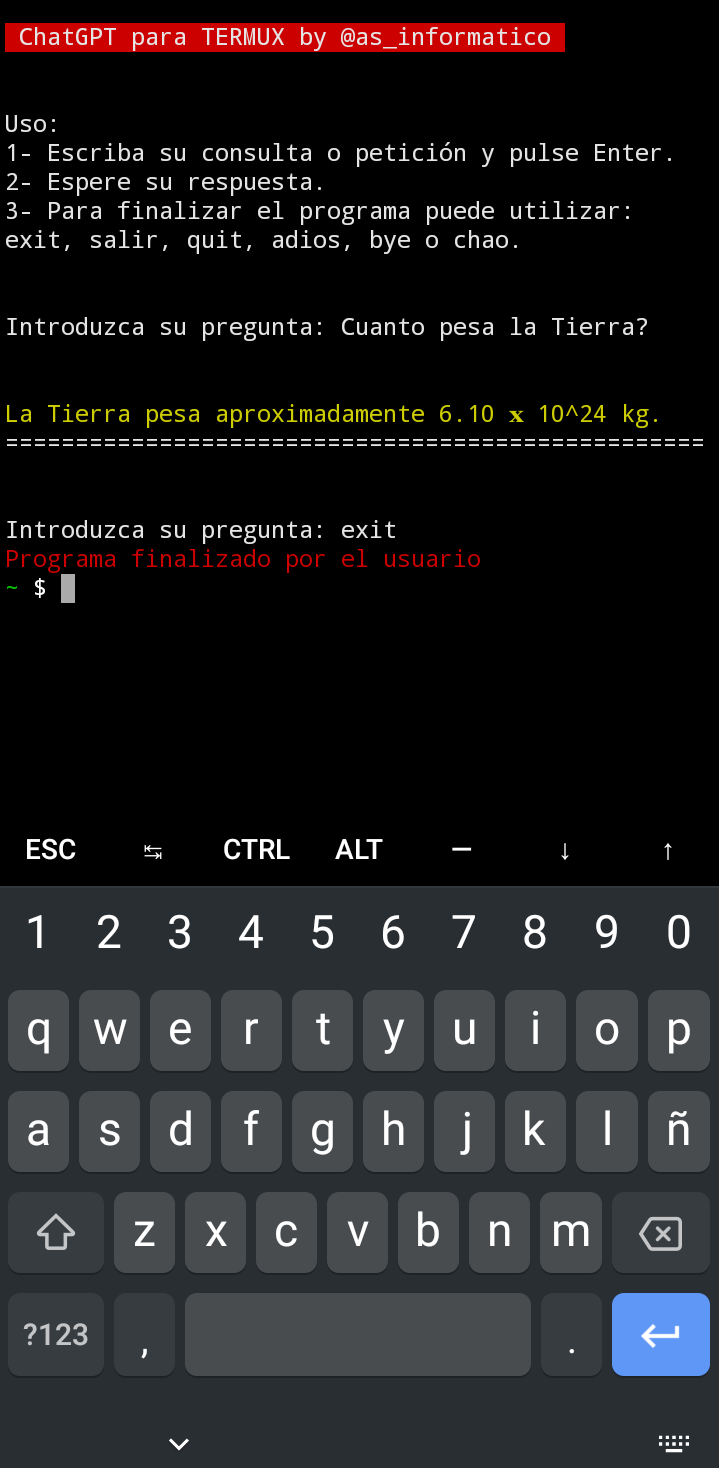 ChatGPT para TERMUX by @as_informatico
Uso:
1- Escriba su consulta o petición y pulse Enter.
2- Espere su respuesta.
3- Para finalizar el programa puede utilizar:
exit, salir, quit, adios, bye o chao.
Introduzca su pregunta: Cuanto pesa la Tierra?
La Tierra pesa aproximadamente 6.10 𝐱 10^24 kg.
==================================================
Introduzca su pregunta: exit
Programa finalizado por el usuario
~ $
ESC ↹ CTRL ALT — ↓ ↑
1 2 3 4 5 6 7 8 9 0
q w e r t y u i o p
a s d f g h j k l ñ
z x c v b n m
?123 , .